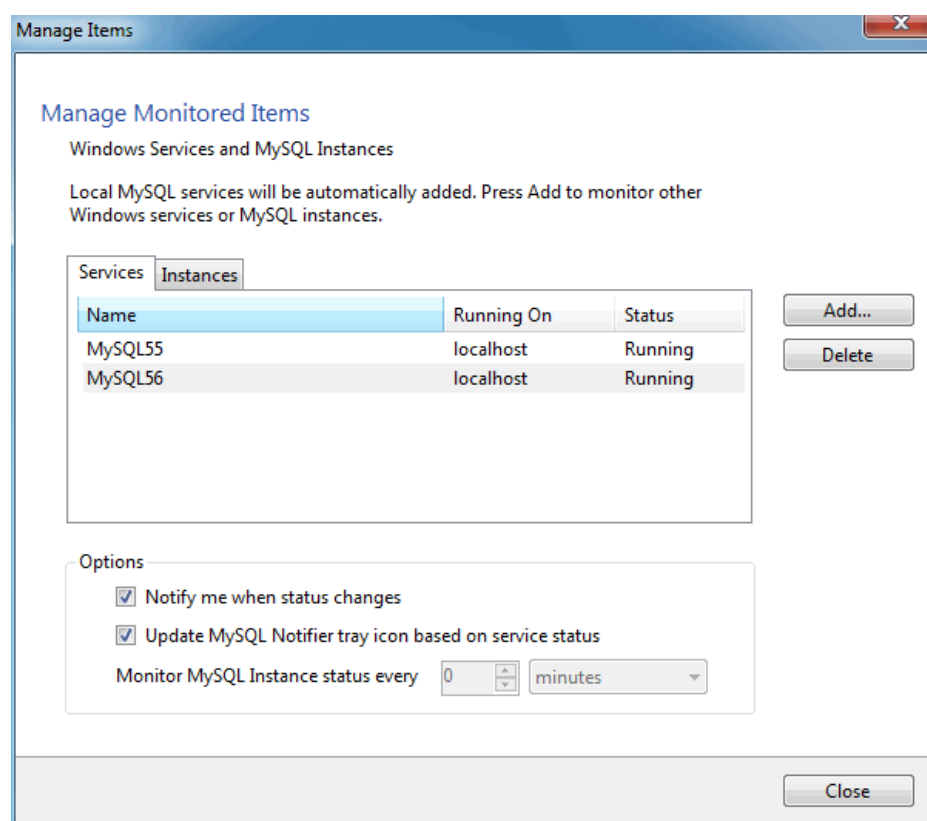 Manage Items
X
Manage Monitored Items
Windows Services and MySQL Instances
Local MySQL services will be automatically added. Press Add to monitor other
Windows services or MySQL instances.
Services Instances
Name Running On Status
MySQL55 localhost Running
MySQL56 localhost Running
Add...
Delete
Options
Notify me when status changes
Update MySQL Notifier tray icon based on service status
Monitor MySQL Instance status every 0 minutes
Close